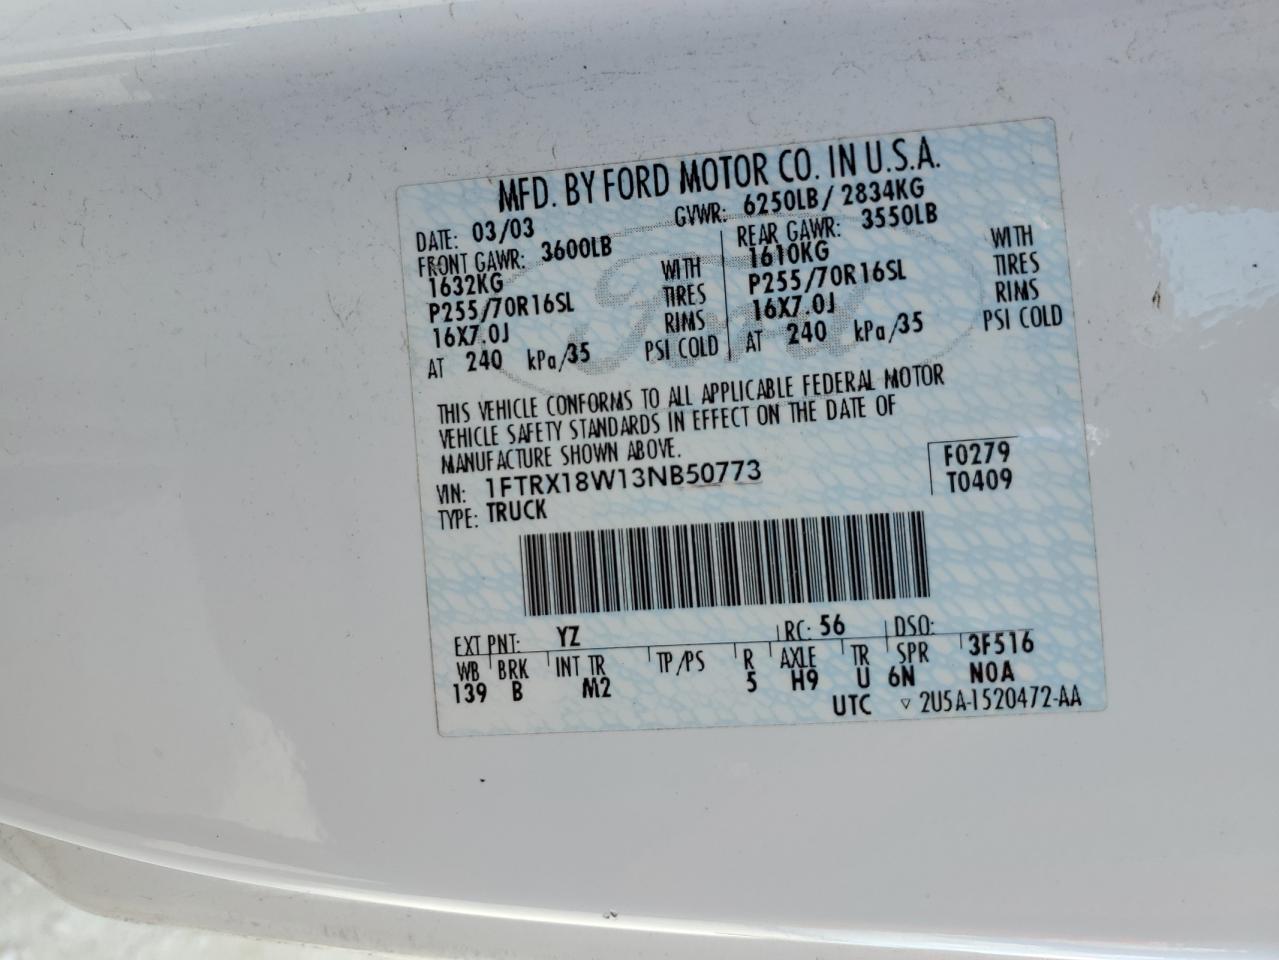 MFD. BY FORD MOTOR CO. IN U.S.A.
DATE: 03/03 GVWR: 6250LB / 2834KG
FRONT GAWR: 3600LB REAR GAWR: 3550LB
1632KG WITH 1610KG WITH
P255/70R16SL TIRES P255/70R16SL TIRES
16X7.0J RIMS 16X7.0J RIMS
AT 240 kPa/35 PSI COLD AT 240 kPa/35 PSI COLD
THIS VEHICLE CONFORMS TO ALL APPLICABLE FEDERAL MOTOR
VEHICLE SAFETY STANDARDS IN EFFECT ON THE DATE OF
MANUFACTURE SHOWN ABOVE.
VIN: 1FTRX18W13NB50773 F0279
TYPE: TRUCK T0409
EXT PNT: YZ RC: 56 DSO:
WB BRK INT TR TP/PS R AXLE TR SPR 3F516
139 B M2 5 H9 U 6N NOA
UTC ▽ 2U5A-1520472-AA
Ford